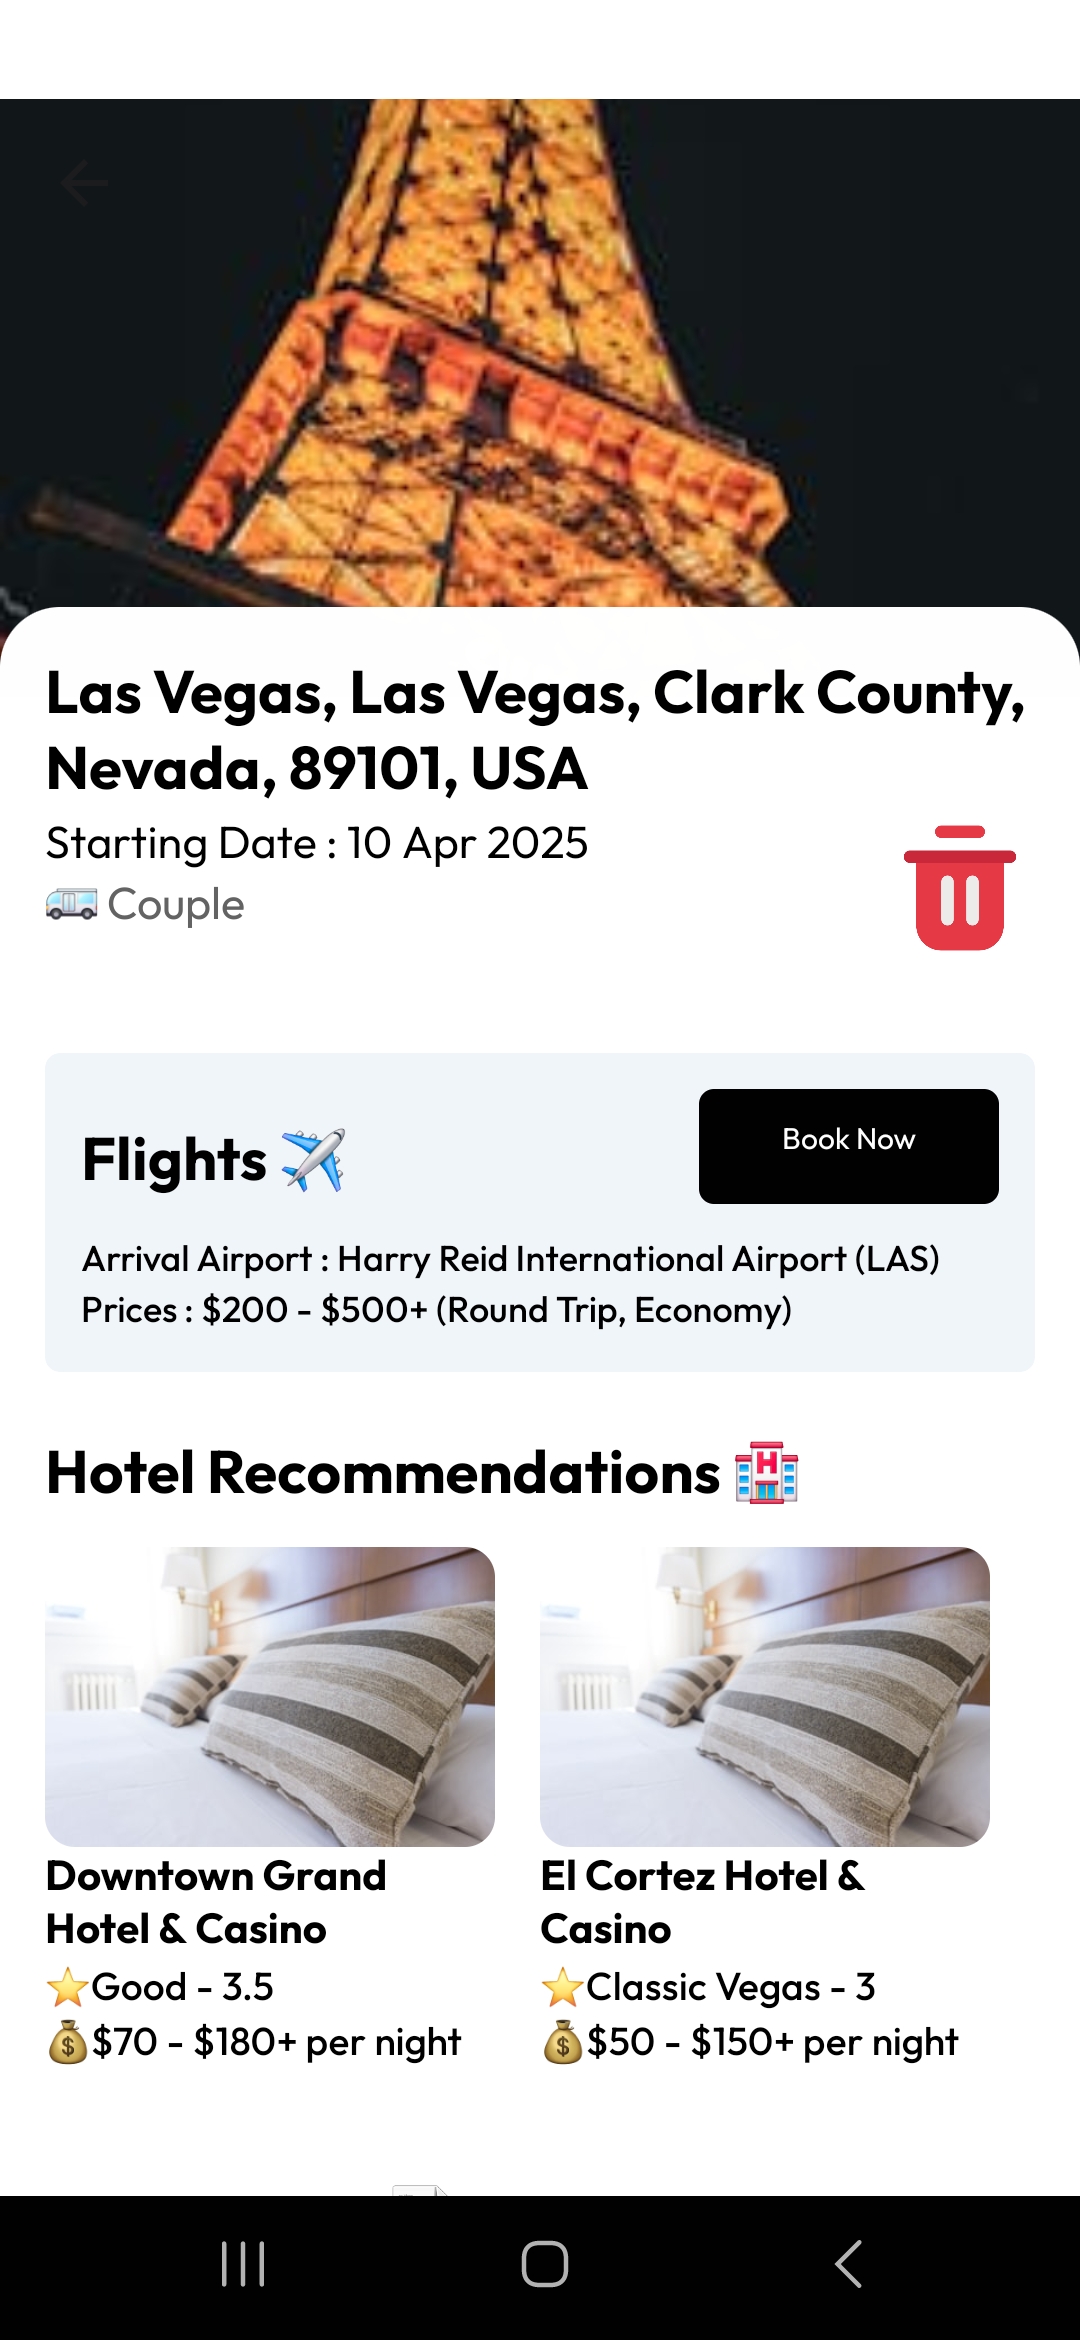 Las Vegas, Las Vegas, Clark County,
Nevada, 89101, USA
Starting Date : 10 Apr 2025
🚐 Couple
Flights ✈️
Book Now
Arrival Airport : Harry Reid International Airport (LAS)
Prices : $200 - $500+ (Round Trip, Economy)
Hotel Recommendations 🏨
Downtown Grand
Hotel & Casino
⭐Good - 3.5
💰$70 - $180+ per night
El Cortez Hotel &
Casino
⭐Classic Vegas - 3
💰$50 - $150+ per night